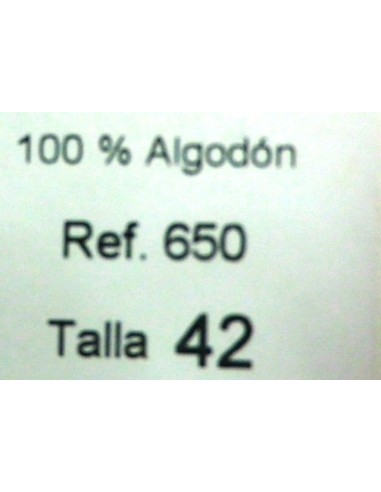 100 % Algodón
Ref. 650
Talla 42